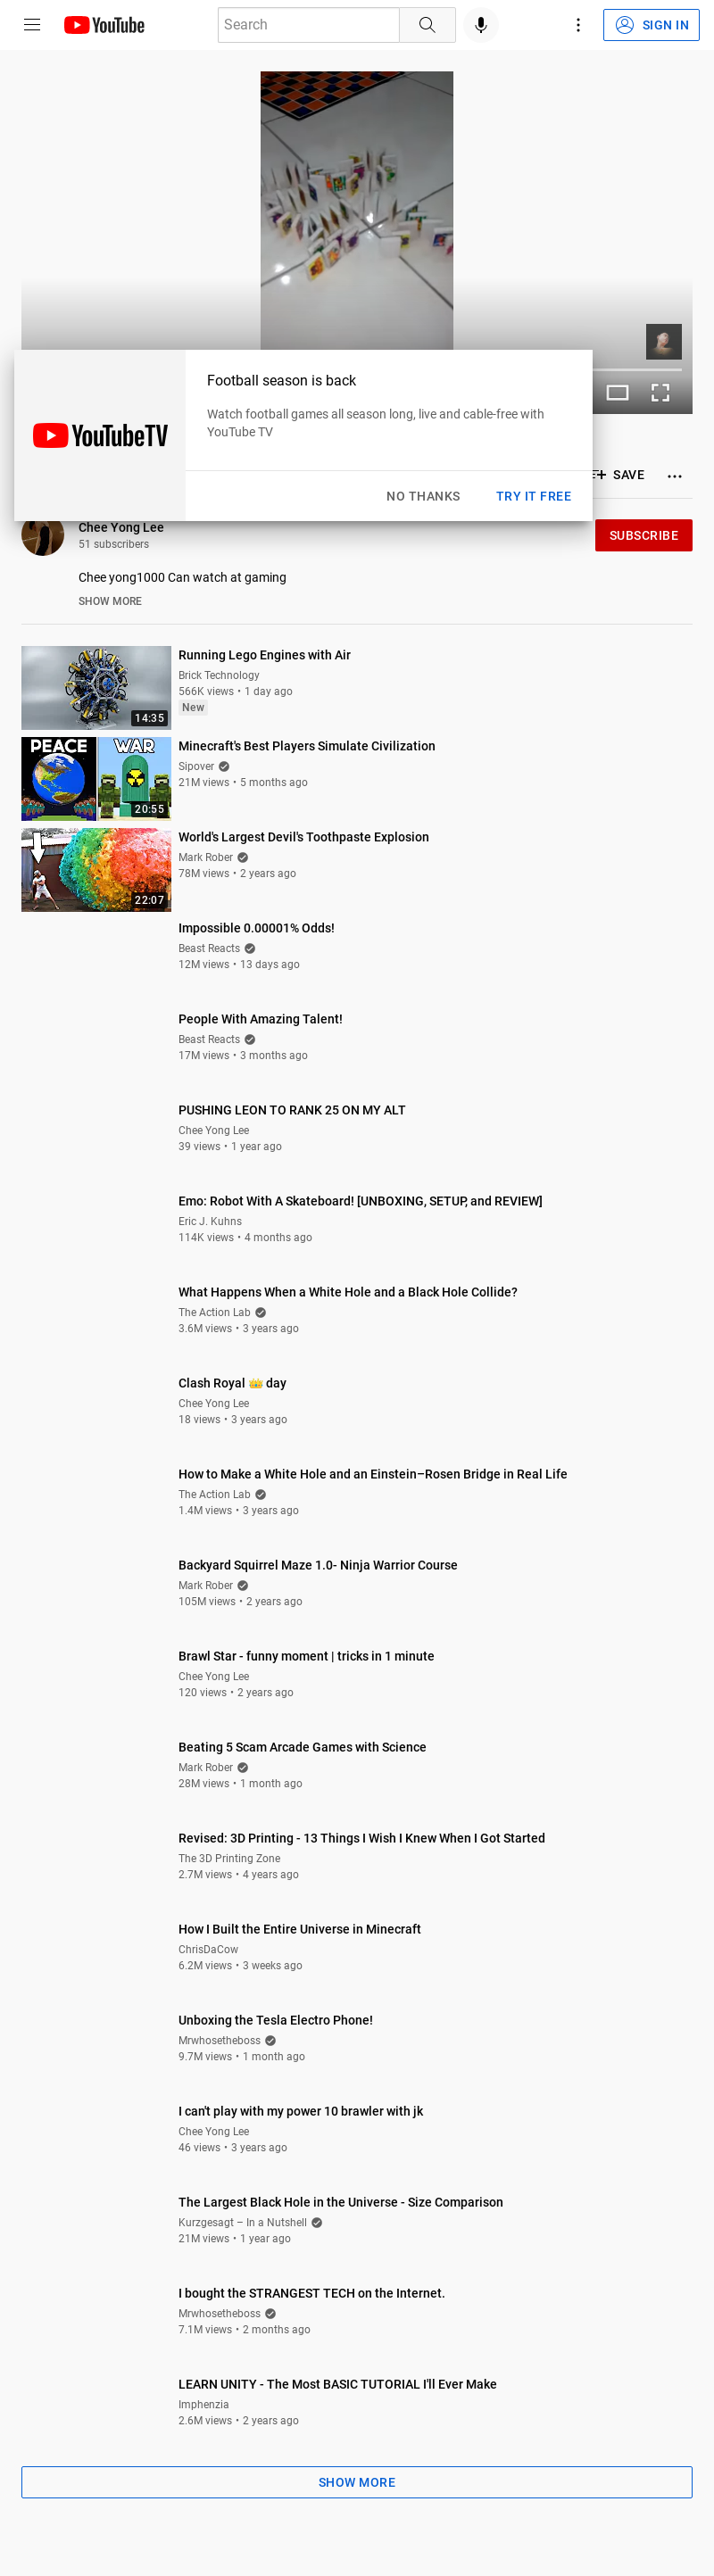 YouTube
Search
SIGN IN
Football season is back
Watch football games all season long, live and cable-free with
YouTube TV
YouTubeTV
NO THANKS
TRY IT FREE
SAVE
Chee Yong Lee
51 subscribers
SUBSCRIBE
Chee yong1000 Can watch at gaming
SHOW MORE
14:35
Running Lego Engines with Air
Brick Technology
566K views • 1 day ago
New
PEACE WAR
20:55
Minecraft's Best Players Simulate Civilization
Sipover
21M views • 5 months ago
22:07
World's Largest Devil's Toothpaste Explosion
Mark Rober
78M views • 2 years ago
Impossible 0.00001% Odds!
Beast Reacts
12M views • 13 days ago
People With Amazing Talent!
Beast Reacts
17M views • 3 months ago
PUSHING LEON TO RANK 25 ON MY ALT
Chee Yong Lee
39 views • 1 year ago
Emo: Robot With A Skateboard! [UNBOXING, SETUP, and REVIEW]
Eric J. Kuhns
114K views • 4 months ago
What Happens When a White Hole and a Black Hole Collide?
The Action Lab
3.6M views • 3 years ago
Clash Royal 👑 day
Chee Yong Lee
18 views • 3 years ago
How to Make a White Hole and an Einstein–Rosen Bridge in Real Life
The Action Lab
1.4M views • 3 years ago
Backyard Squirrel Maze 1.0- Ninja Warrior Course
Mark Rober
105M views • 2 years ago
Brawl Star - funny moment | tricks in 1 minute
Chee Yong Lee
120 views • 2 years ago
Beating 5 Scam Arcade Games with Science
Mark Rober
28M views • 1 month ago
Revised: 3D Printing - 13 Things I Wish I Knew When I Got Started
The 3D Printing Zone
2.7M views • 4 years ago
How I Built the Entire Universe in Minecraft
ChrisDaCow
6.2M views • 3 weeks ago
Unboxing the Tesla Electro Phone!
Mrwhosetheboss
9.7M views • 1 month ago
I can't play with my power 10 brawler with jk
Chee Yong Lee
46 views • 3 years ago
The Largest Black Hole in the Universe - Size Comparison
Kurzgesagt – In a Nutshell
21M views • 1 year ago
I bought the STRANGEST TECH on the Internet.
Mrwhosetheboss
7.1M views • 2 months ago
LEARN UNITY - The Most BASIC TUTORIAL I'll Ever Make
Imphenzia
2.6M views • 2 years ago
SHOW MORE